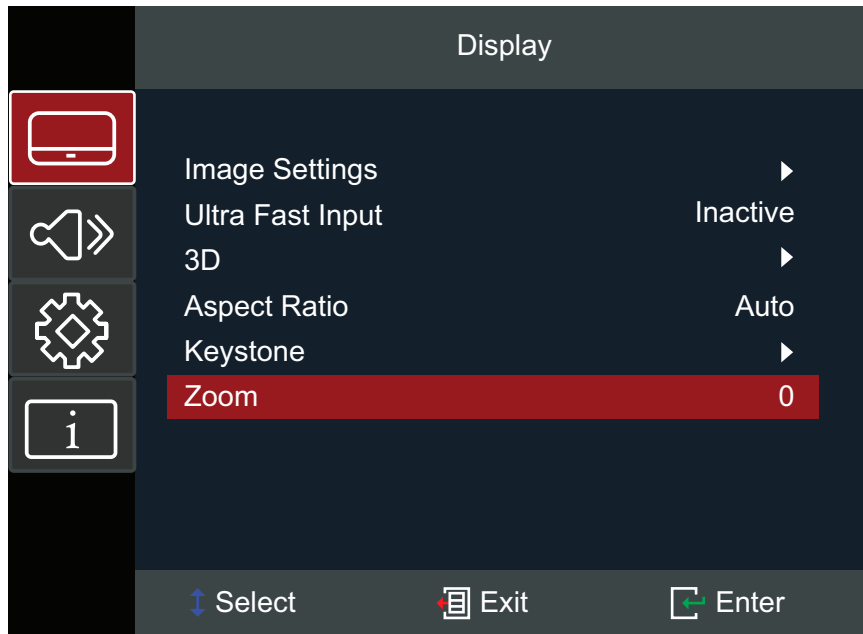 Display
Image Settings
Ultra Fast Input Inactive
3D
Aspect Ratio Auto
Keystone
Zoom 0
i
Select Exit Enter